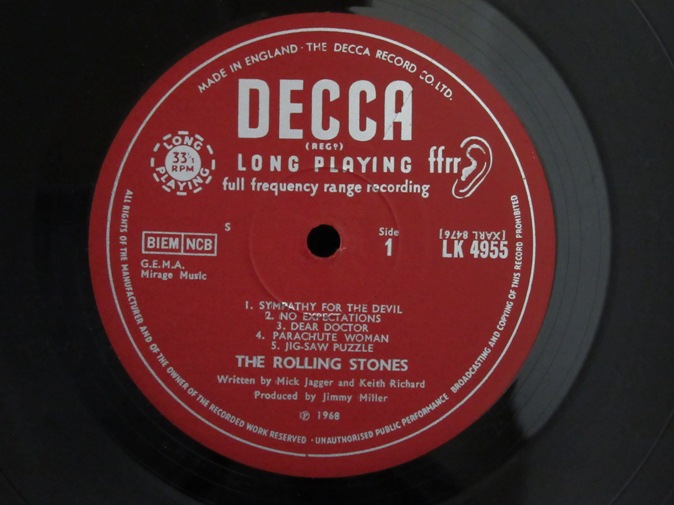 MADE IN ENGLAND · THE DECCA RECORD CO. LTD.
DECCA
(REGᴰ)
LONG PLAYING
33⅓
RPM
LONG PLAYING ffrr
full frequency range recording
S
Side
1
[XARL 8476]
LK 4955
BIEM NCB
G.E.M.A.
Mirage Music
1. SYMPATHY FOR THE DEVIL
2. NO EXPECTATIONS
3. DEAR DOCTOR
4. PARACHUTE WOMAN
5. JIG-SAW PUZZLE
THE ROLLING STONES
Written by Mick Jagger and Keith Richard
Produced by Jimmy Miller
℗ 1968
ALL RIGHTS OF THE MANUFACTURER AND OF THE OWNER OF THE RECORDED WORK RESERVED · UNAUTHORISED PUBLIC PERFORMANCE BROADCASTING AND COPYING OF THIS RECORD PROHIBITED